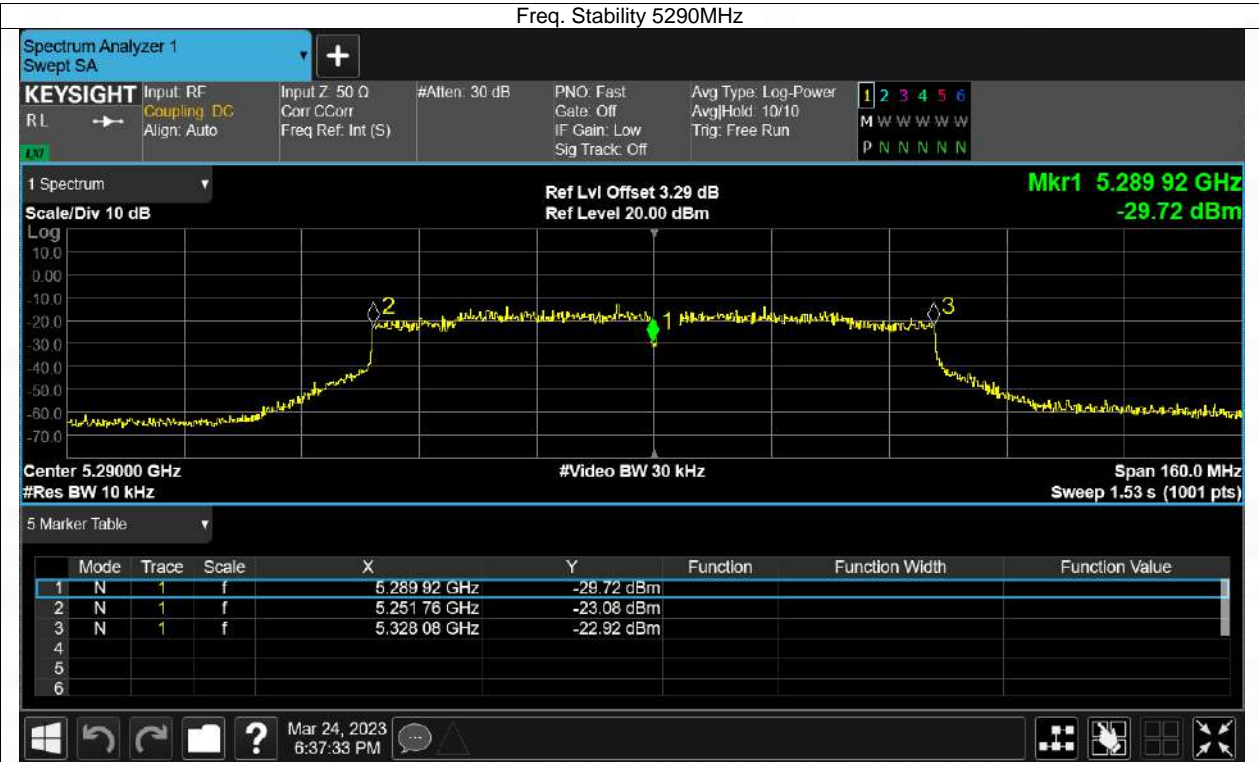 Freq. Stability 5290MHz
Spectrum Analyzer 1
Swept SA
+
KEYSIGHT
RL
LXI
Input: RF
Coupling: DC
Align: Auto
Input Z: 50 Ω
Corr CCorr
Freq Ref: Int (S)
#Atten: 30 dB
PNO: Fast
Gate: Off
IF Gain: Low
Sig Track: Off
Avg Type: Log-Power
Avg|Hold: 10/10
Trig: Free Run
1 2 3 4 5 6
M W W W W W
P N N N N N
1 Spectrum
Scale/Div 10 dB
Ref Lvl Offset 3.29 dB
Ref Level 20.00 dBm
Mkr1 5.289 92 GHz
-29.72 dBm
Log
10.0
0.00
-10.0
-20.0
-30.0
-40.0
-50.0
-60.0
-70.0
2
1
3
Center 5.29000 GHz
#Res BW 10 kHz
#Video BW 30 kHz
Span 160.0 MHz
Sweep 1.53 s (1001 pts)
5 Marker Table
Mode Trace Scale X Y Function Function Width Function Value
1 N 1 f 5.289 92 GHz -29.72 dBm
2 N 1 f 5.251 76 GHz -23.08 dBm
3 N 1 f 5.328 08 GHz -22.92 dBm
4
5
6
?
Mar 24, 2023
6:37:33 PM